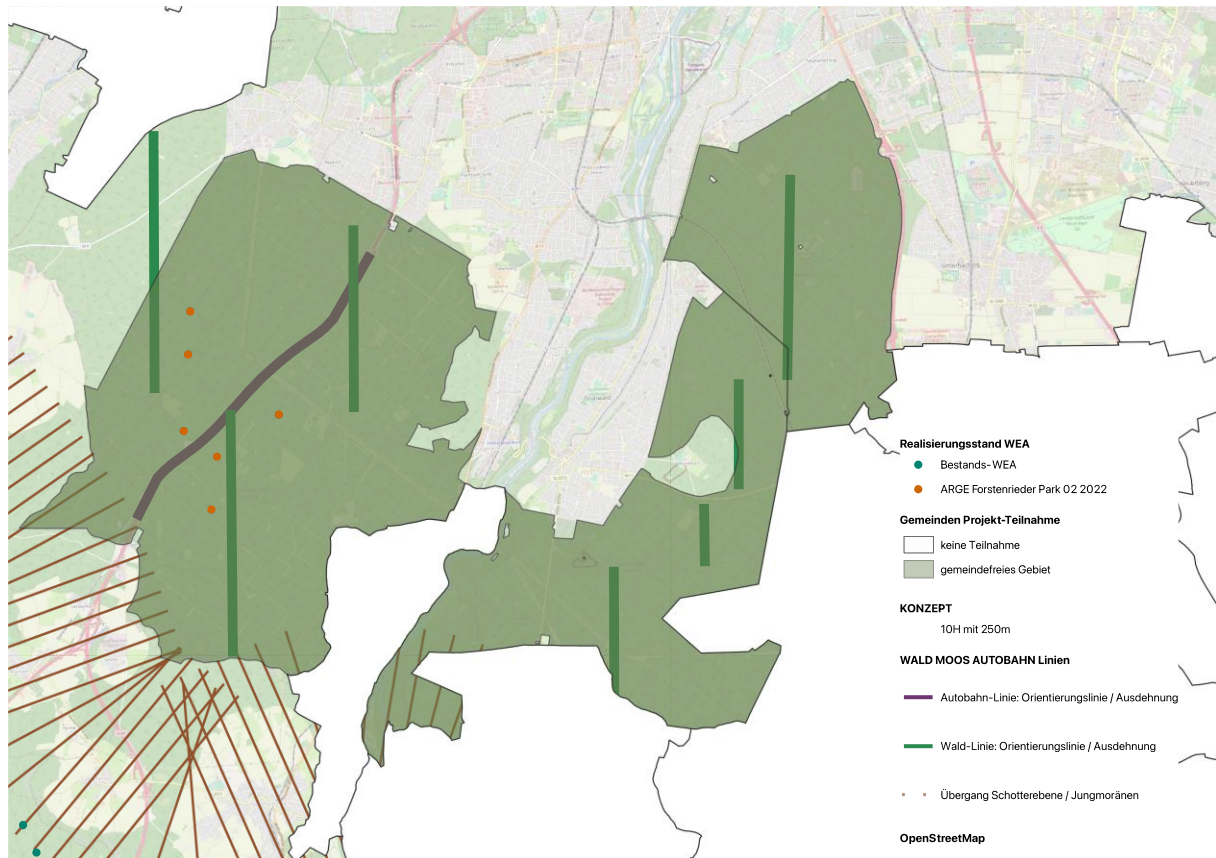 Realisierungsstand WEA
Bestands-WEA
ARGE Forstenrieder Park 02 2022
Gemeinden Projekt-Teilnahme
keine Teilnahme
gemeindefreies Gebiet
KONZEPT
10H mit 250m
WALD MOOS AUTOBAHN Linien
Autobahn-Linie: Orientierungslinie / Ausdehnung
Wald-Linie: Orientierungslinie / Ausdehnung
Übergang Schotterebene / Jungmoränen
OpenStreetMap
Grünwald